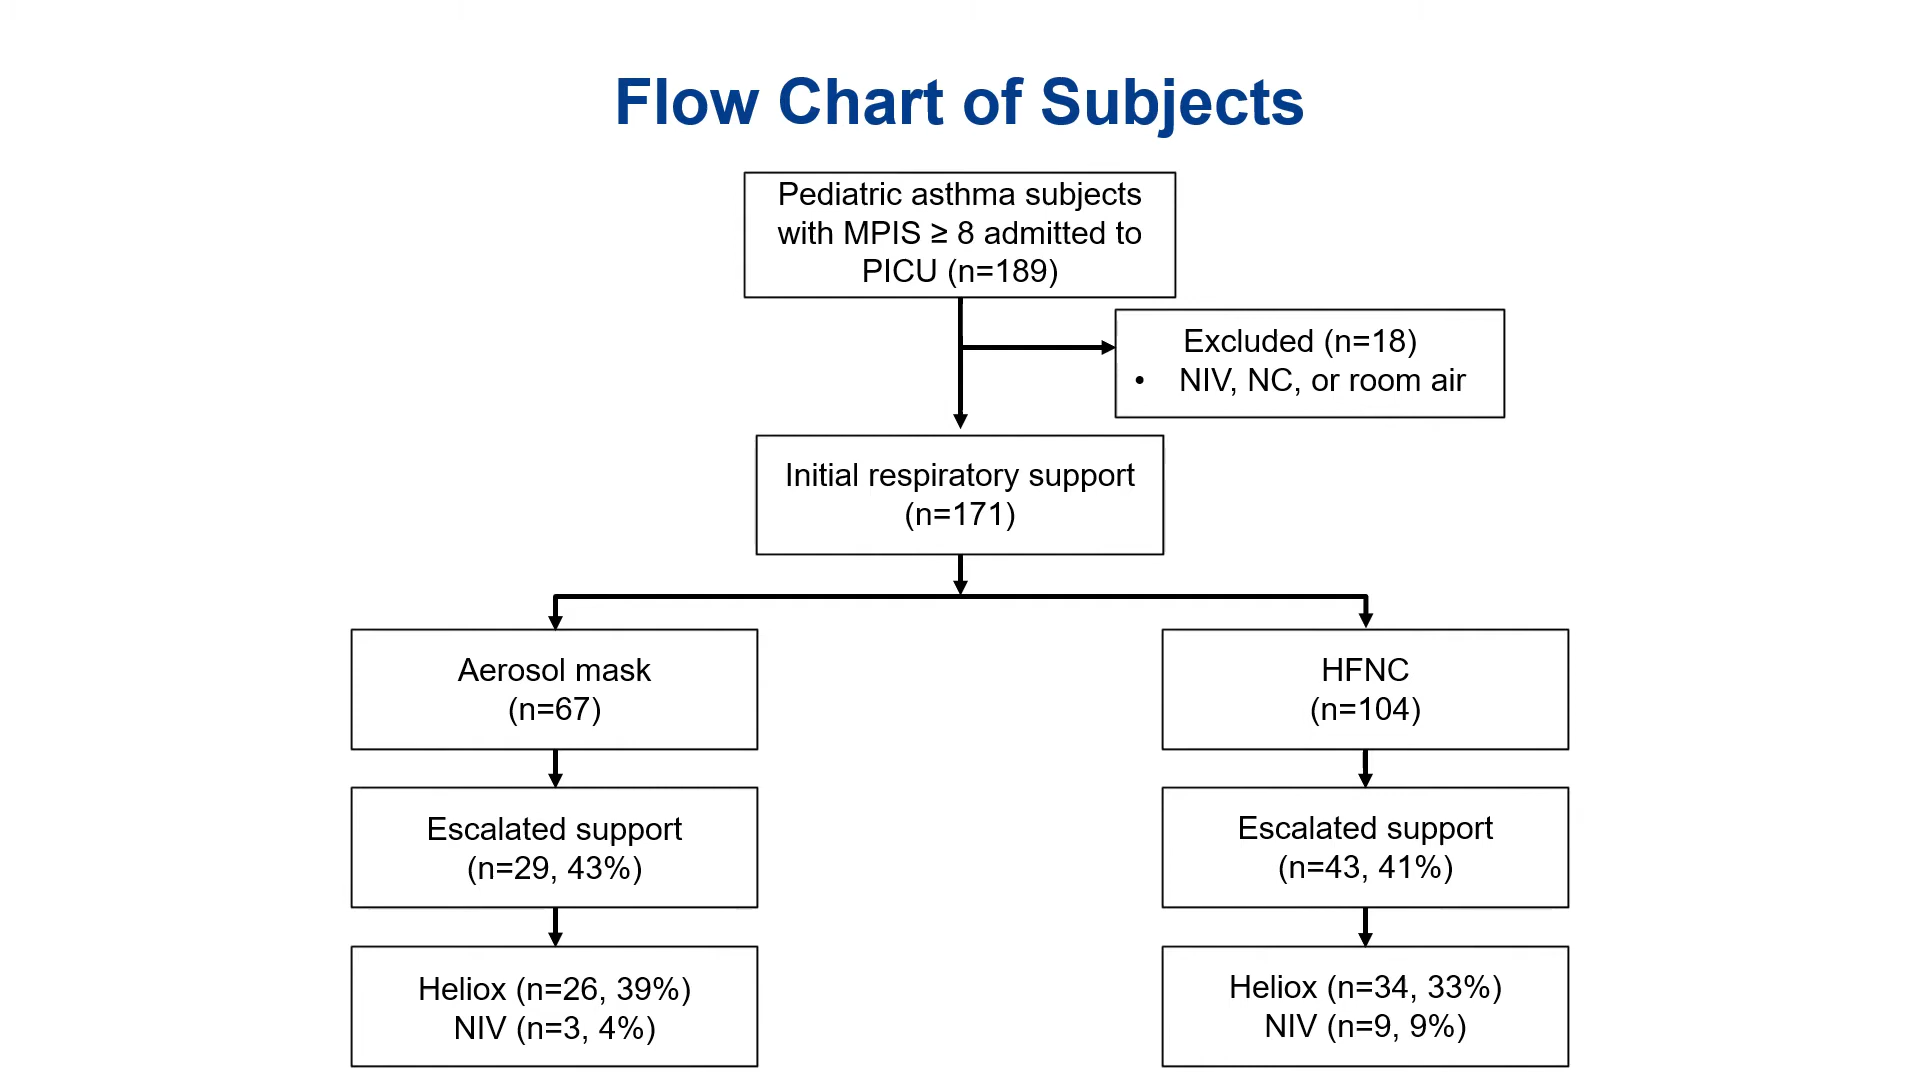 Flow Chart of Subjects
Pediatric asthma subjects
with MPIS ≥ 8 admitted to
PICU (n=189)
Excluded (n=18)
• NIV, NC, or room air
Initial respiratory support
(n=171)
Aerosol mask
(n=67)
HFNC
(n=104)
Escalated support
(n=29, 43%)
Escalated support
(n=43, 41%)
Heliox (n=26, 39%)
NIV (n=3, 4%)
Heliox (n=34, 33%)
NIV (n=9, 9%)